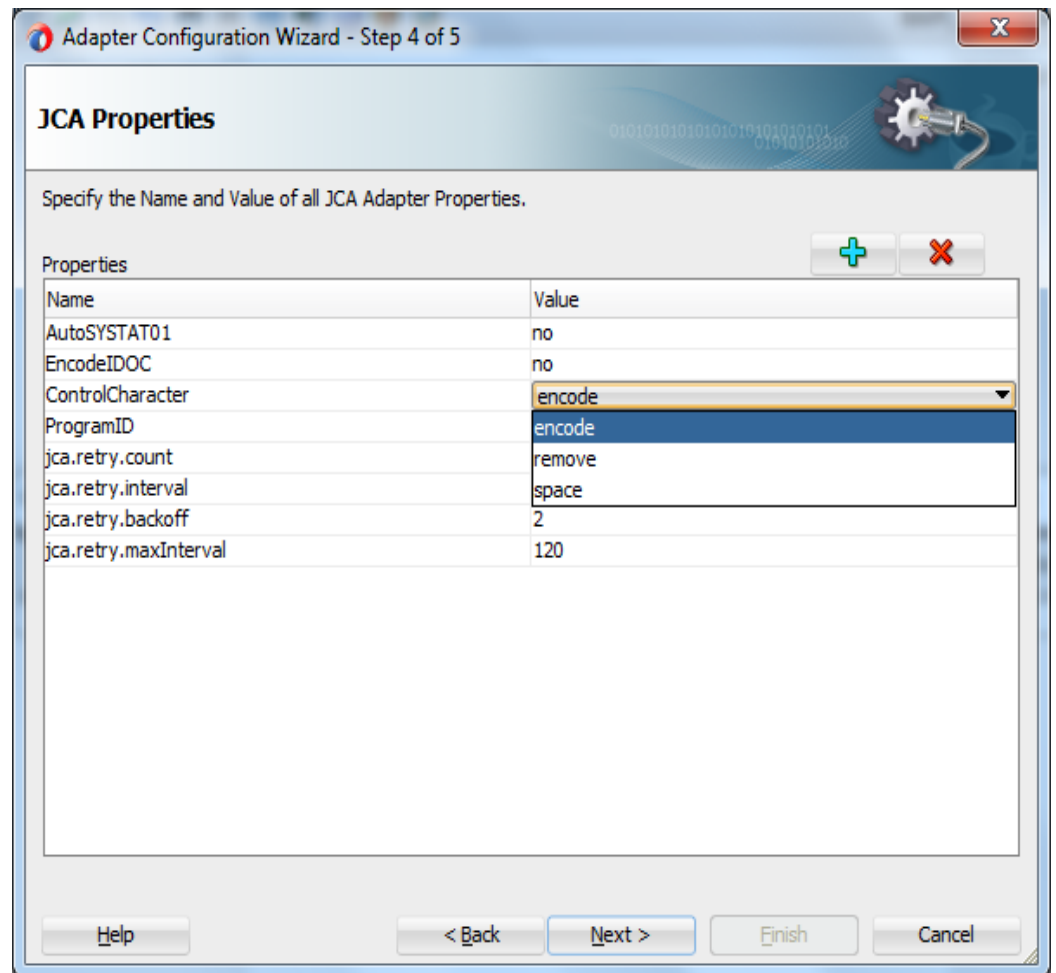 Adapter Configuration Wizard - Step 4 of 5
JCA Properties
Specify the Name and Value of all JCA Adapter Properties.
Properties
Name Value
AutoSYSTAT01 no
EncodeIDOC no
ControlCharacter encode
ProgramID encode
jca.retry.count remove
jca.retry.interval space
jca.retry.backoff 2
jca.retry.maxInterval 120
Help < Back Next > Finish Cancel